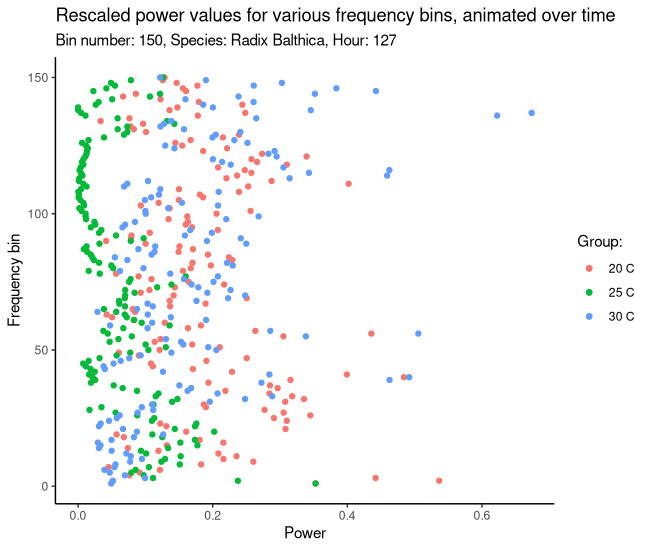 Rescaled power values for various frequency bins, animated over time
Bin number: 150, Species: Radix Balthica, Hour: 127
150
100
50
0
Frequency bin
0.0 0.2 0.4 0.6
Power
Group:
20 C
25 C
30 C